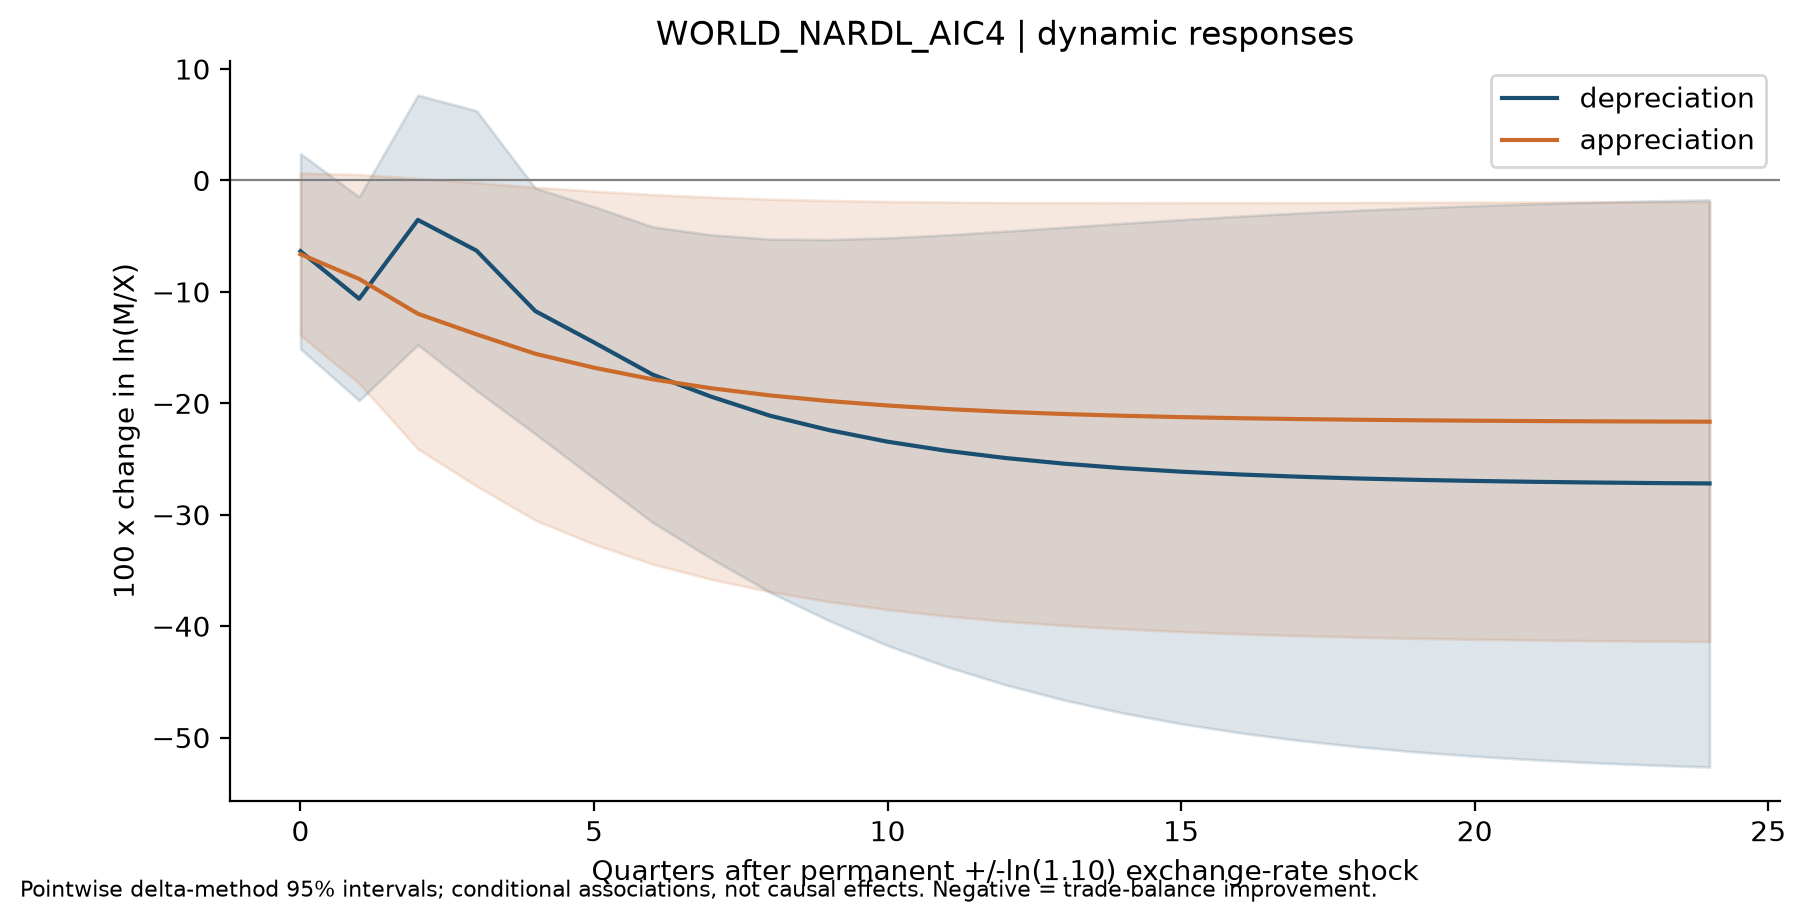 WORLD_NARDL_AIC4 | dynamic responses
depreciation
appreciation
100 x change in ln(M/X)
10
0
−10
−20
−30
−40
−50
0 5 10 15 20 25
Quarters after permanent +/-ln(1.10) exchange-rate shock
Pointwise delta-method 95% intervals; conditional associations, not causal effects. Negative = trade-balance improvement.